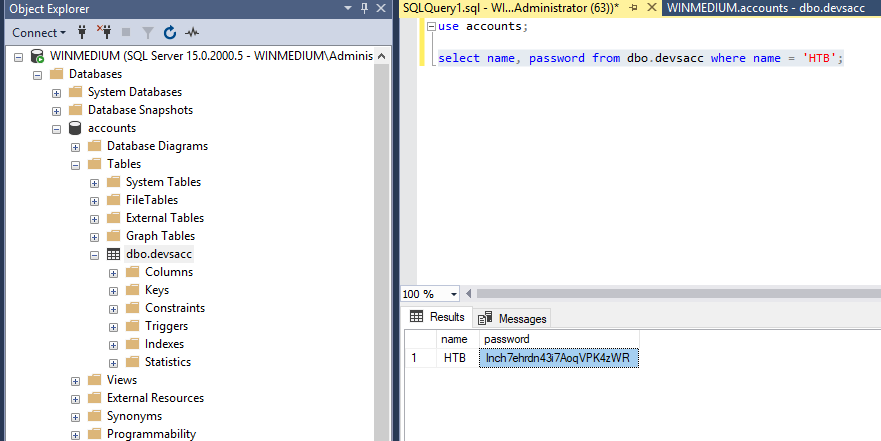 Object Explorer
Connect
WINMEDIUM (SQL Server 15.0.2000.5 - WINMEDIUM\Adminis
Databases
System Databases
Database Snapshots
accounts
Database Diagrams
Tables
System Tables
FileTables
External Tables
Graph Tables
dbo.devsacc
Columns
Keys
Constraints
Triggers
Indexes
Statistics
Views
External Resources
Synonyms
Programmability
SQLQuery1.sql - WI...Administrator (63))*
WINMEDIUM.accounts - dbo.devsacc
use accounts;
select name, password from dbo.devsacc where name = 'HTB';
100 %
Results Messages
name password
1 HTB lnch7ehrdn43i7AoqVPK4zWR